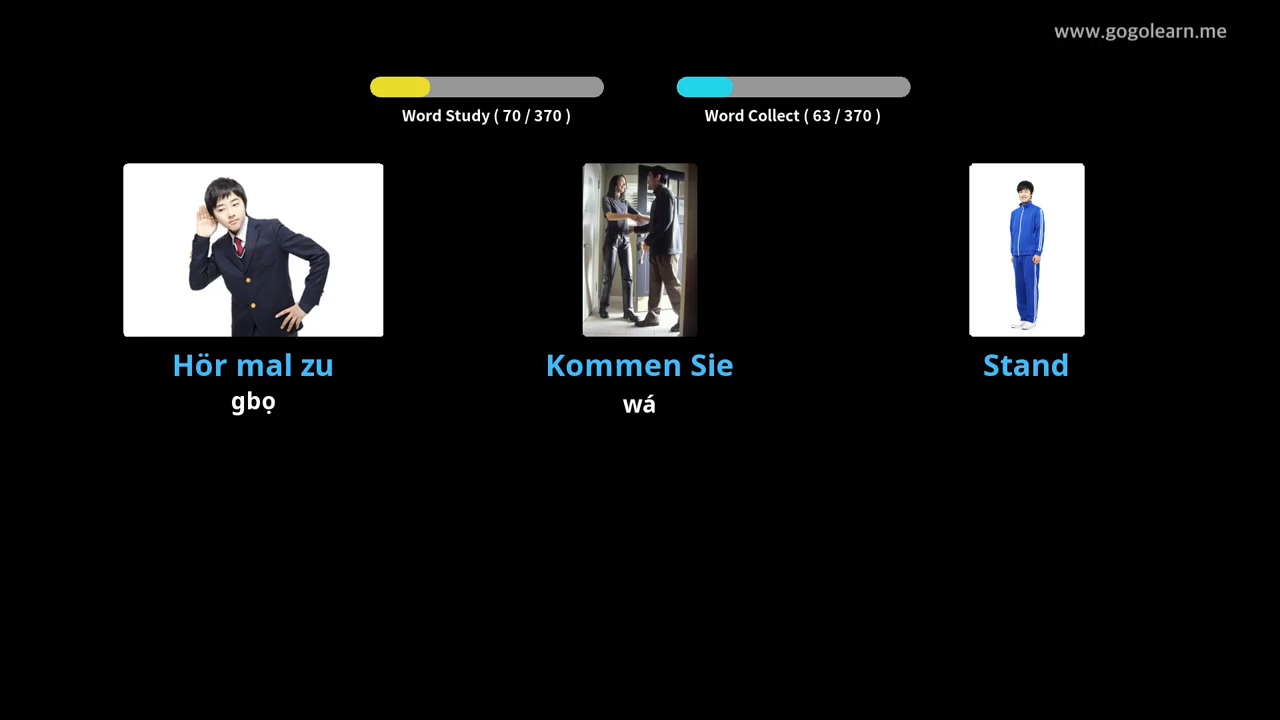 www.gogolearn.me
Word Study ( 70 / 370 )
Word Collect ( 63 / 370 )
Hör mal zu
gbọ
Kommen Sie
wá
Stand